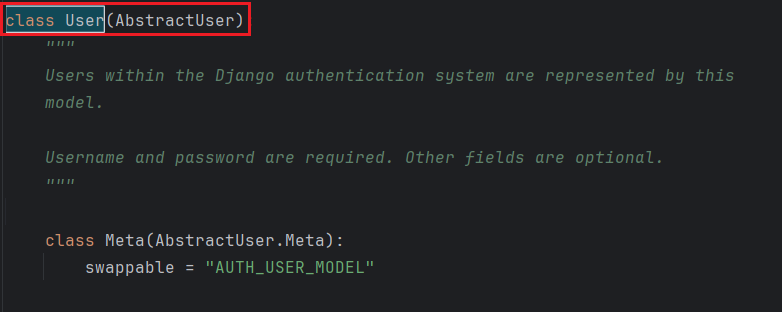 class User(AbstractUser)
"""
Users within the Django authentication system are represented by this
model.
Username and password are required. Other fields are optional.
"""
class Meta(AbstractUser.Meta):
swappable = "AUTH_USER_MODEL"